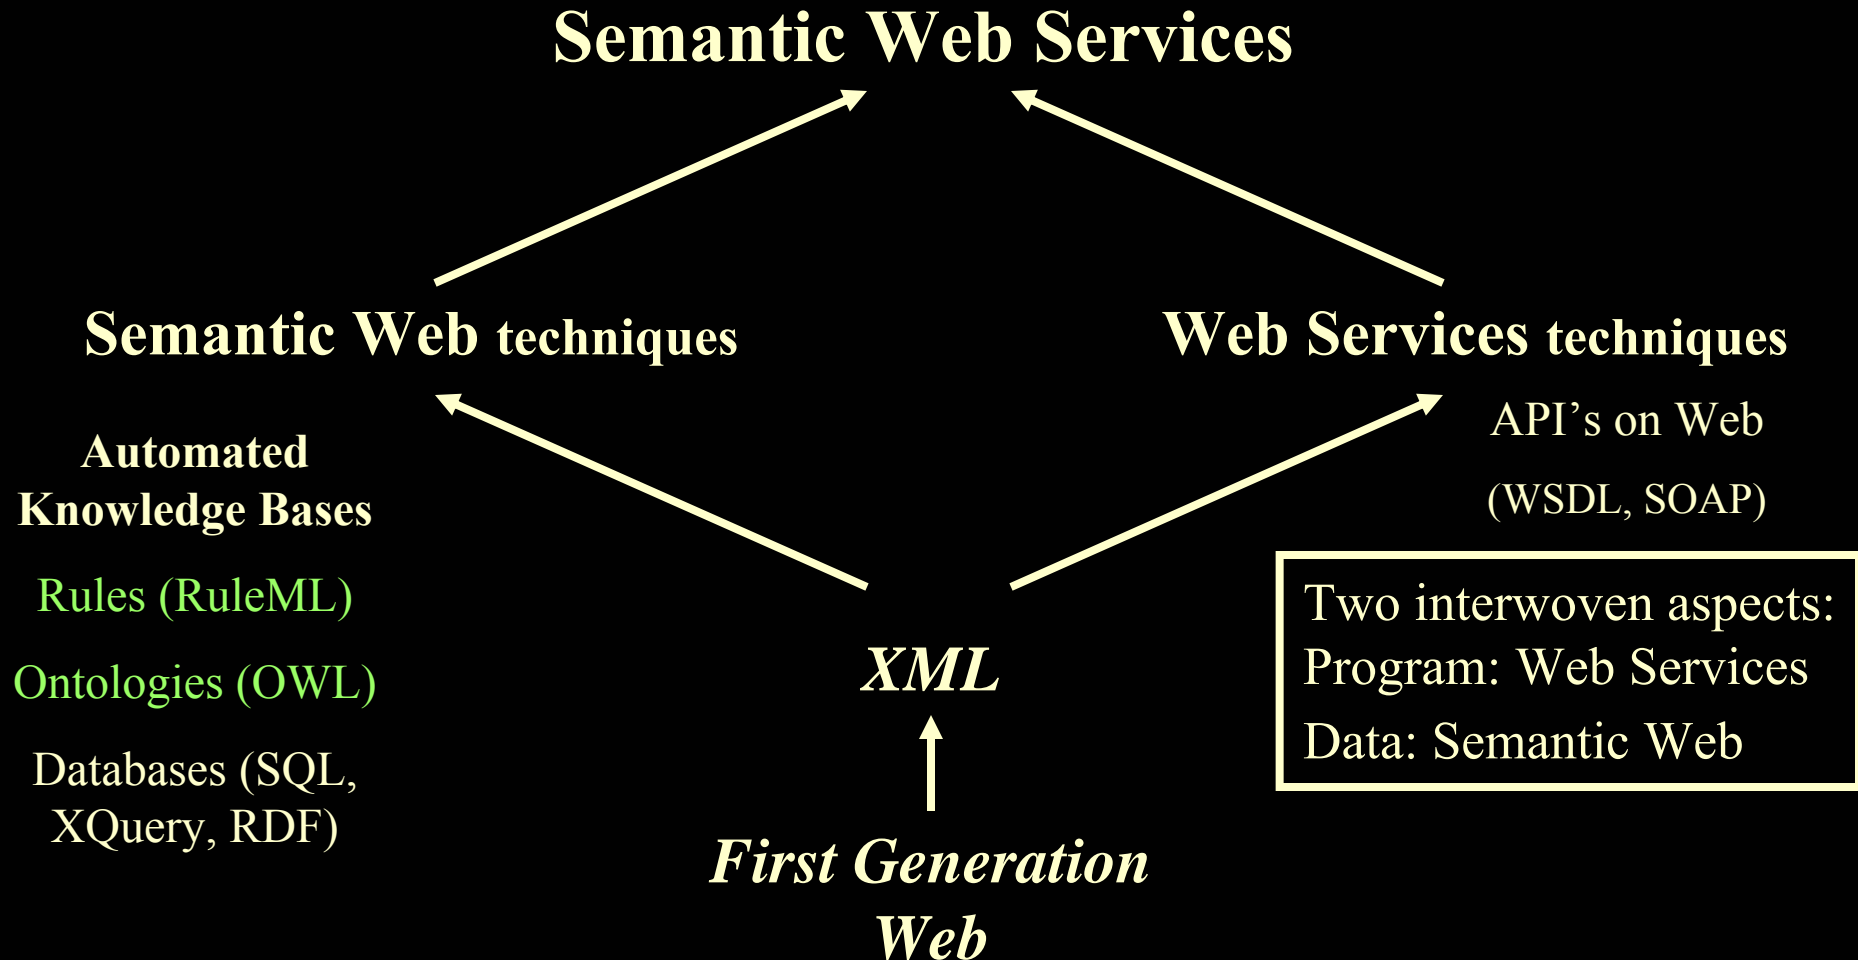 Semantic Web Services
Semantic Web techniques
Web Services techniques
API’s on Web
(WSDL, SOAP)
Automated
Knowledge Bases
Rules (RuleML)
Ontologies (OWL)
Databases (SQL,
XQuery, RDF)
XML
First Generation
Web
Two interwoven aspects:
Program: Web Services
Data: Semantic Web